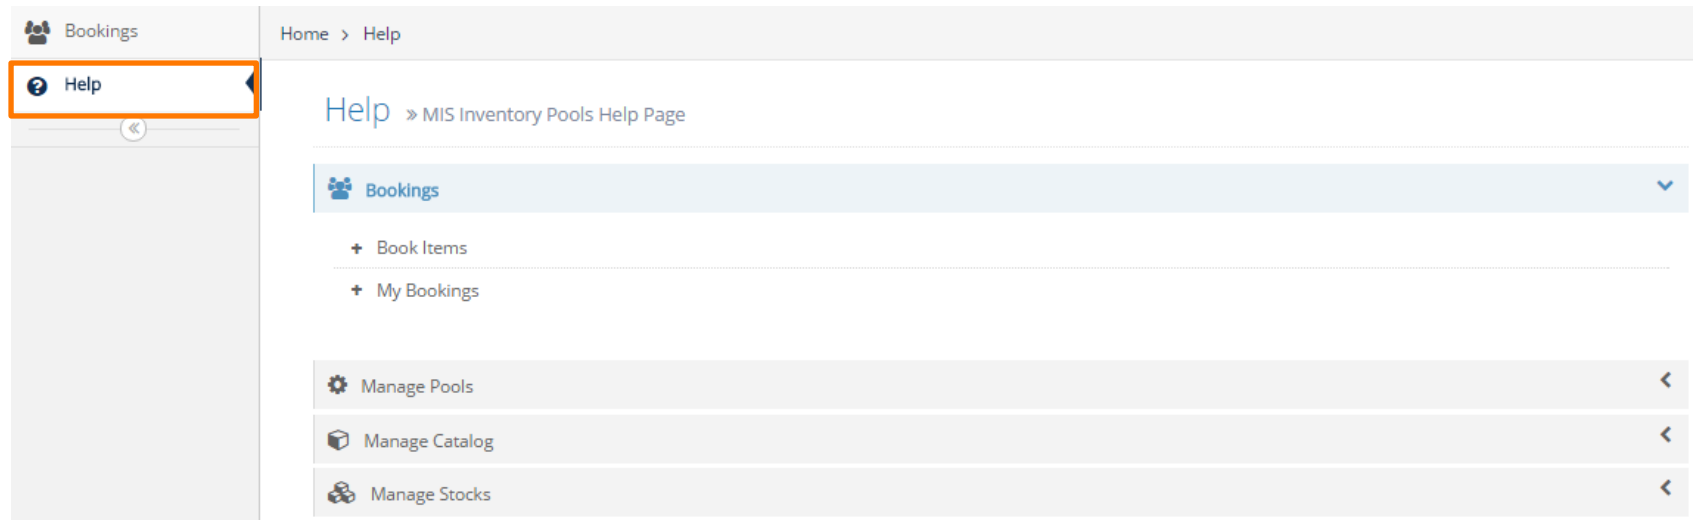 Bookings
Help
Home > Help
Help » MIS Inventory Pools Help Page
Bookings
+ Book Items
+ My Bookings
Manage Pools
Manage Catalog
Manage Stocks